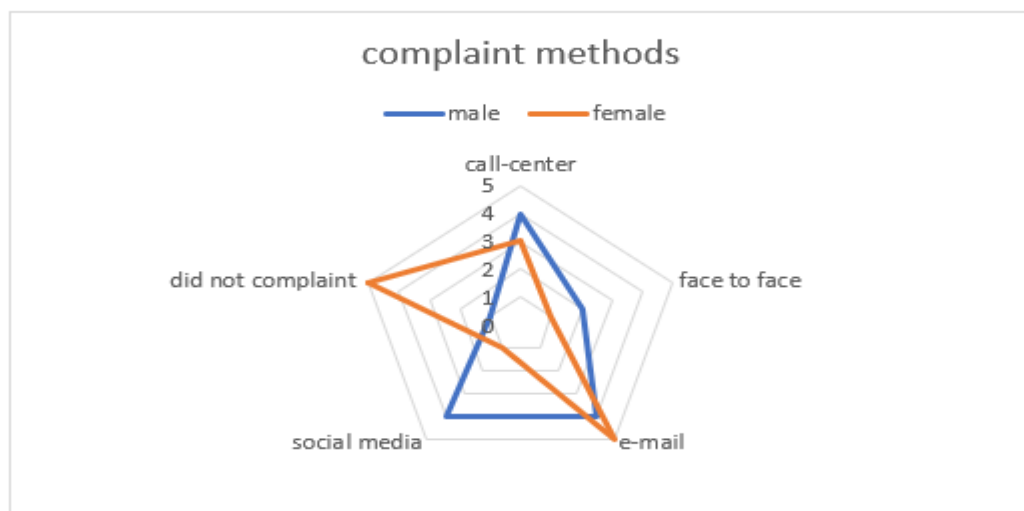 complaint methods
male female
call-center
5
4
3
2
1
0
did not complaint
face to face
social media
e-mail